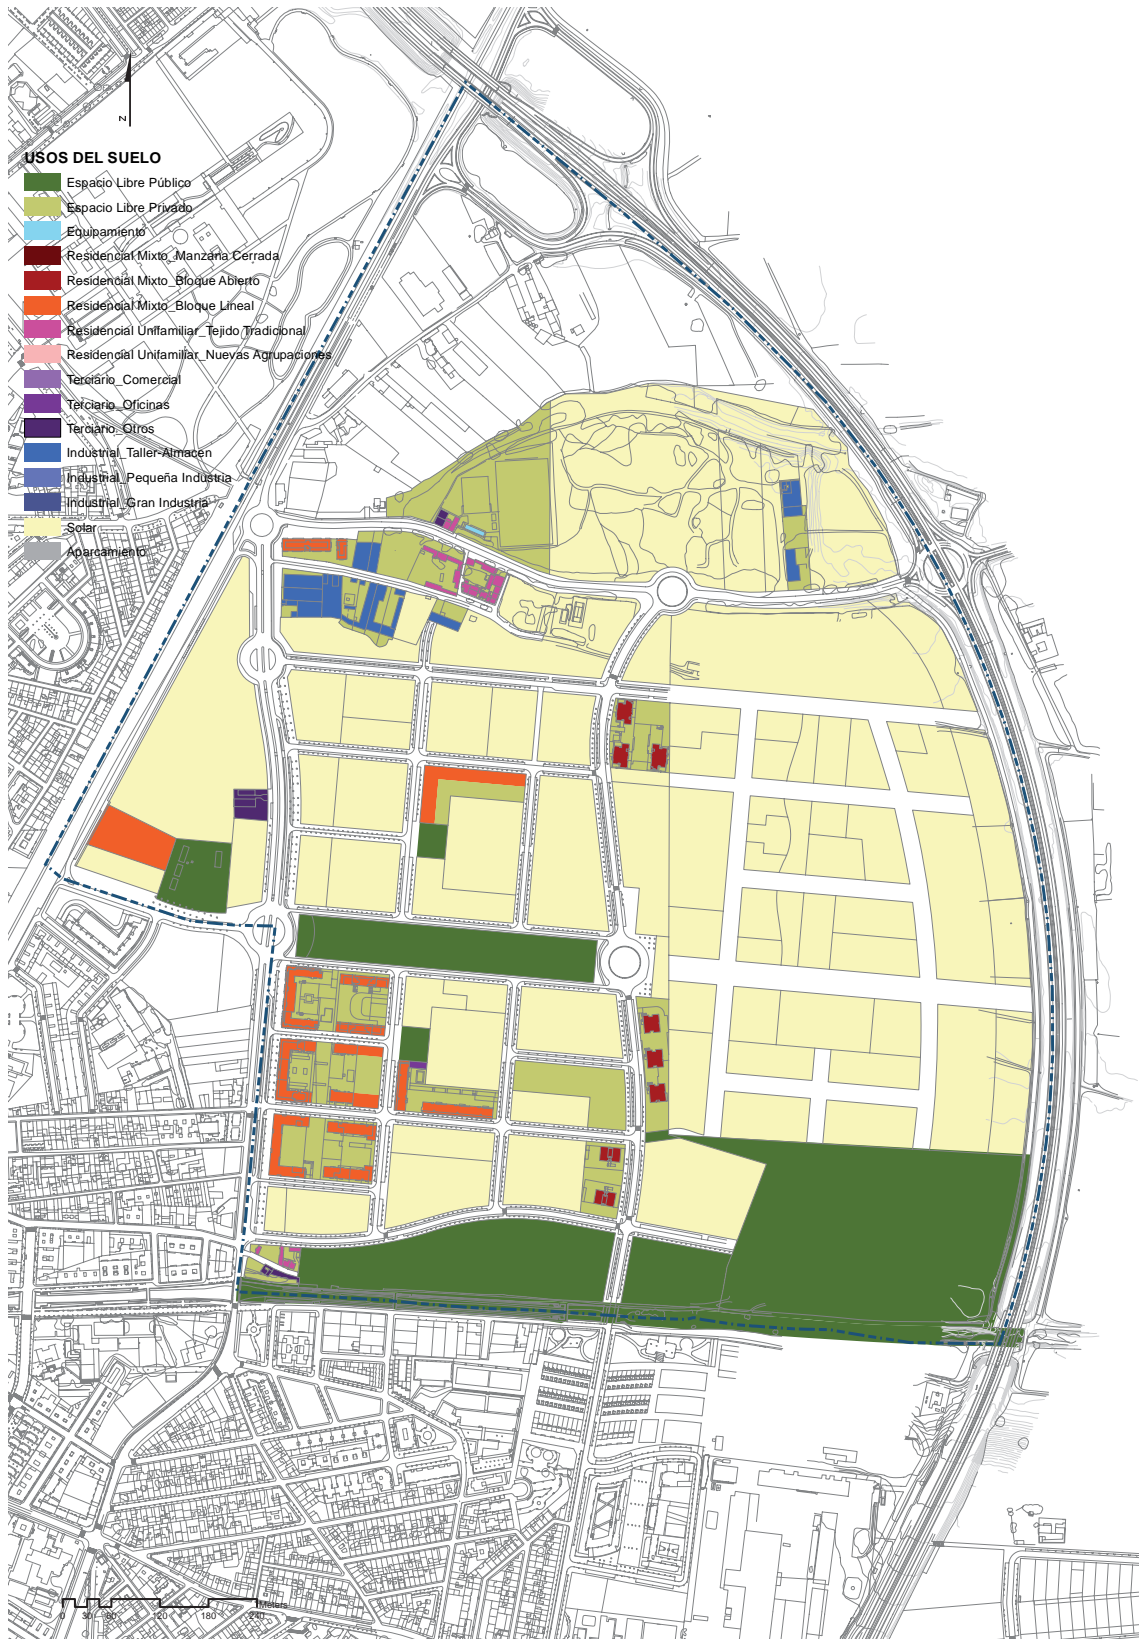 Z
USOS DEL SUELO
Espacio Libre Público
Espacio Libre Privado
Equipamiento
Residencial Mixto_Manzana Cerrada
Residencial Mixto_Bloque Abierto
Residencial Mixto_Bloque Lineal
Residencial Unifamiliar_Tejido Tradicional
Residencial Unifamiliar_Nuevas Agrupaciones
Terciario_Comercial
Terciario_Oficinas
Terciario_Otros
Industrial_Taller-Almacén
Industrial_Pequeña Industria
Industrial_Gran Industria
Solar
Aparcamiento
Meters
0 30 60 120 180 240